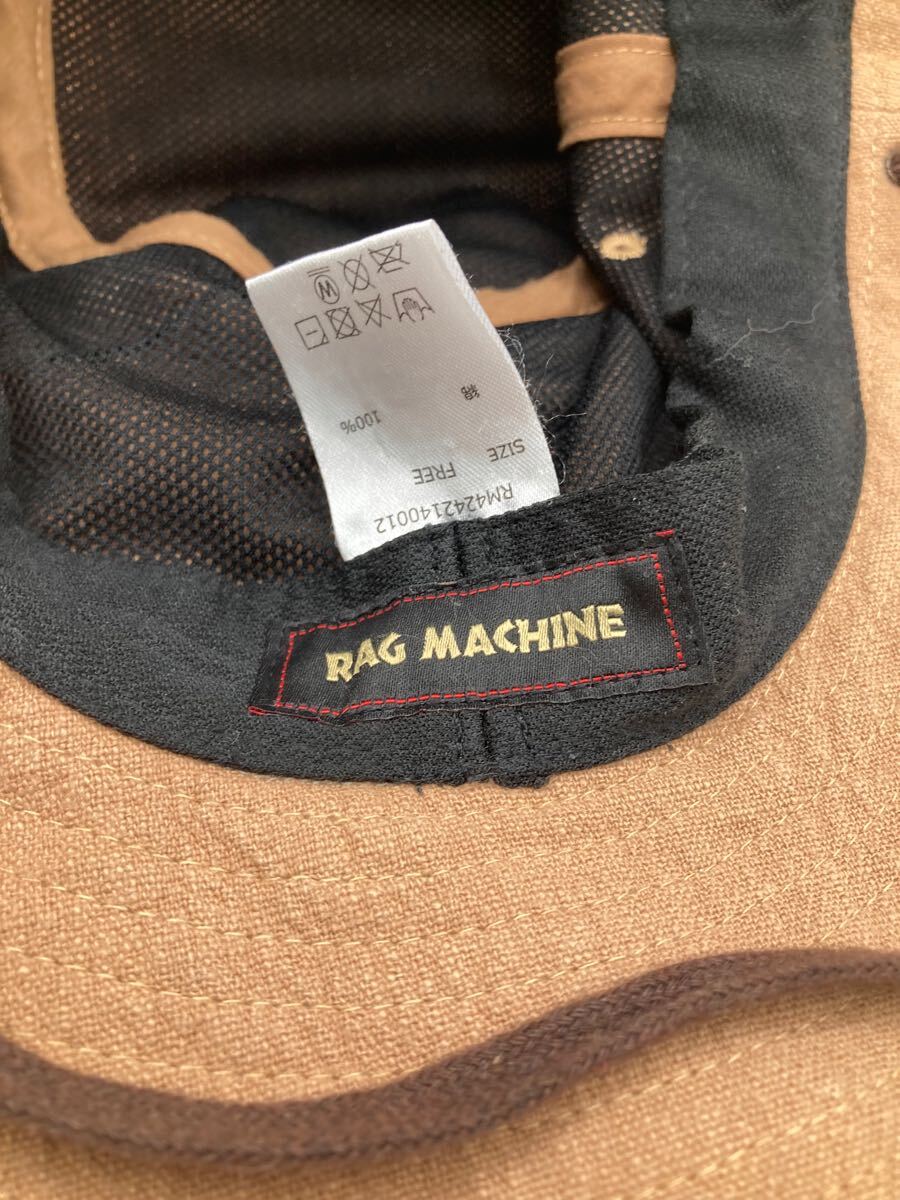 RM4242140012
SIZE FREE
綿 100%
W
RAG MACHINE